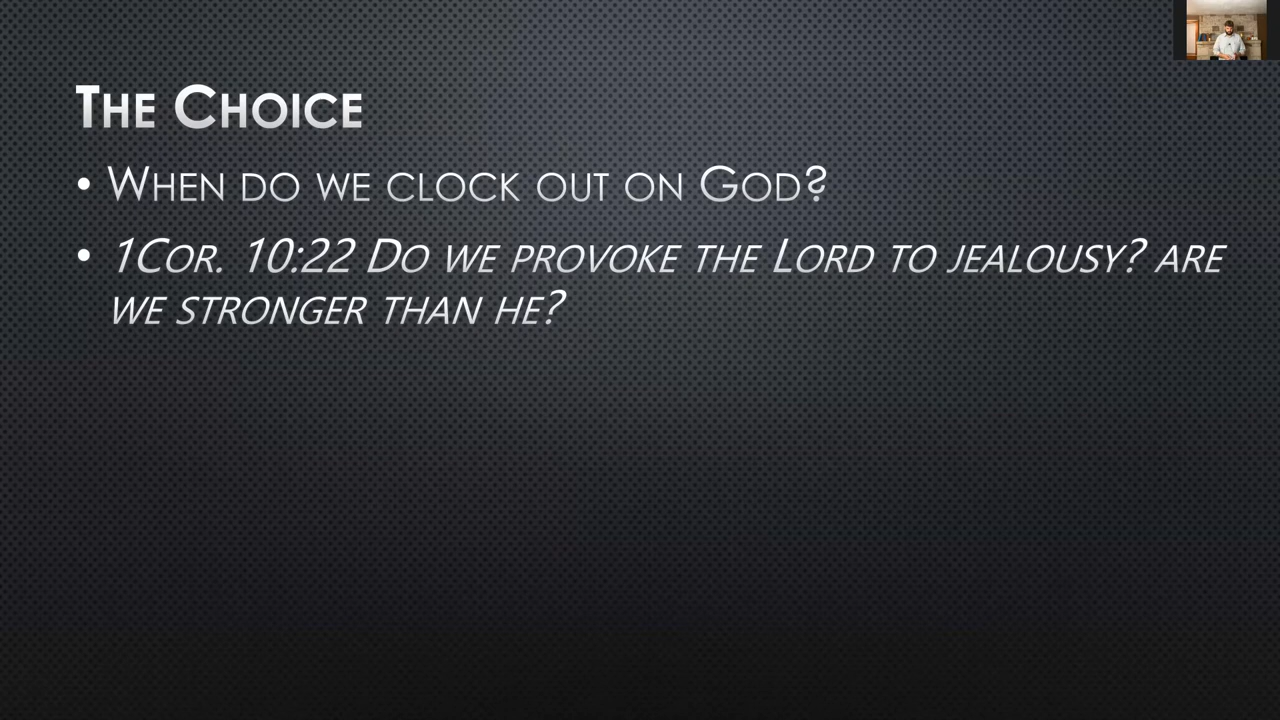 The Choice
• When do we clock out on God?
• 1Cor. 10:22 Do we provoke the Lord to jealousy? are
we stronger than he?